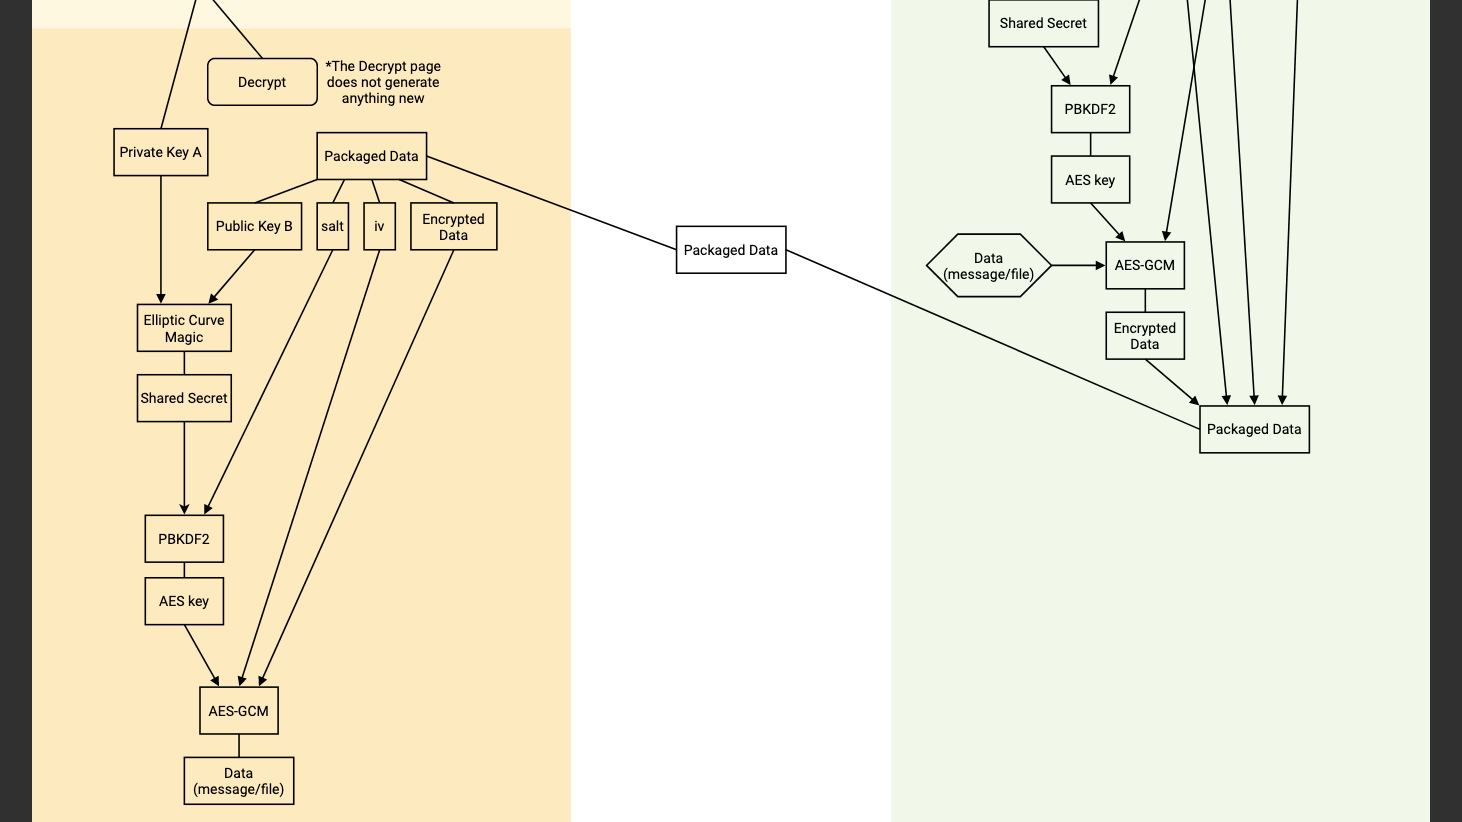 Decrypt
*The Decrypt page
does not generate
anything new
Private Key A
Packaged Data
Public Key B
salt
iv
Encrypted
Data
Elliptic Curve
Magic
Shared Secret
PBKDF2
AES key
AES-GCM
Data
(message/file)
Packaged Data
Shared Secret
PBKDF2
AES key
Data
(message/file)
AES-GCM
Encrypted
Data
Packaged Data